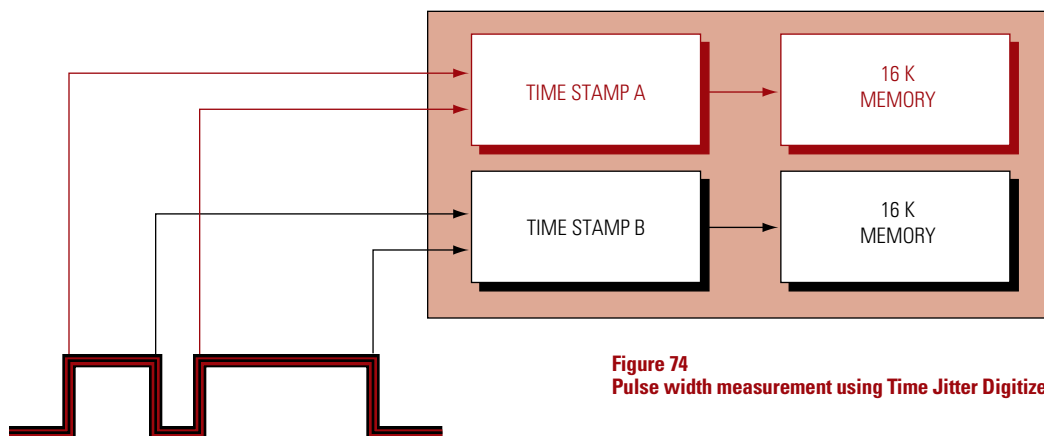 TIME STAMP A
16 K
MEMORY
TIME STAMP B
16 K
MEMORY
Figure 74
Pulse width measurement using Time Jitter Digitize